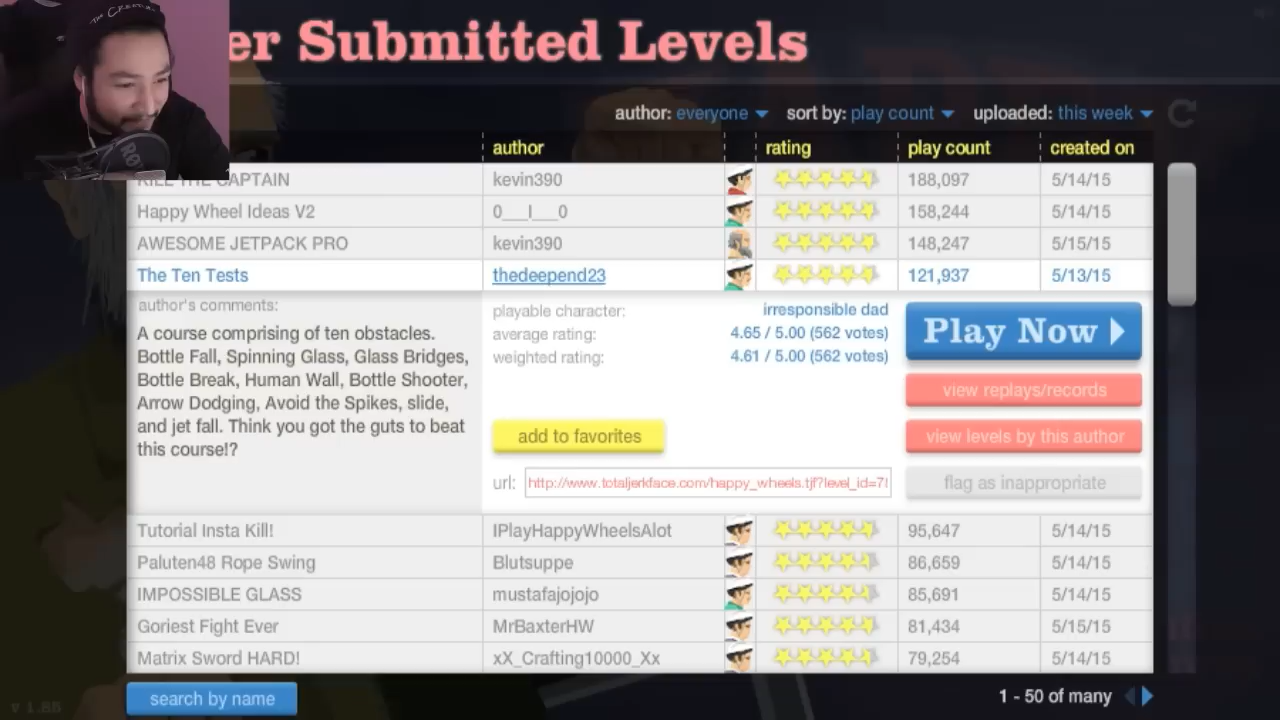 er Submitted Levels
author: everyone sort by: play count uploaded: this week
author rating play count created on
KILL THE CAPTAIN kevin390 188,097 5/14/15
Happy Wheel Ideas V2 0___I___0 158,244 5/14/15
AWESOME JETPACK PRO kevin390 148,247 5/15/15
The Ten Tests thedeepend23 121,937 5/13/15
author's comments:
A course comprising of ten obstacles.
Bottle Fall, Spinning Glass, Glass Bridges,
Bottle Break, Human Wall, Bottle Shooter,
Arrow Dodging, Avoid the Spikes, slide,
and jet fall. Think you got the guts to beat
this course!?
playable character: irresponsible dad
average rating: 4.65 / 5.00 (562 votes)
weighted rating: 4.61 / 5.00 (562 votes)
add to favorites
url: http://www.totaljerkface.com/happy_wheels.tjf?level_id=7
Play Now
view replays/records
view levels by this author
flag as inappropriate
Tutorial Insta Kill! IPlayHappyWheelsAlot 95,647 5/14/15
Paluten48 Rope Swing Blutsuppe 86,659 5/14/15
IMPOSSIBLE GLASS mustafajojojo 85,691 5/14/15
Goriest Fight Ever MrBaxterHW 81,434 5/15/15
Matrix Sword HARD! xX_Crafting10000_Xx 79,254 5/14/15
search by name
1 - 50 of many